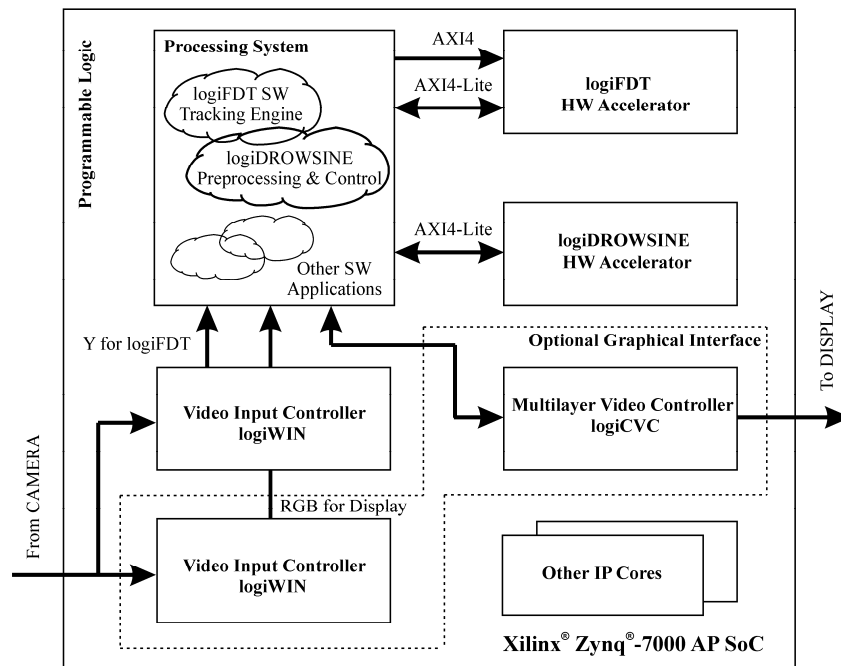 Programmable Logic
Processing System
logiFDT SW
Tracking Engine
logiDROWSINE
Preprocessing & Control
Other SW
Applications
AXI4
AXI4-Lite
logiFDT
HW Accelerator
AXI4-Lite
logiDROWSINE
HW Accelerator
Y for logiFDT
Optional Graphical Interface
Video Input Controller
logiWIN
Multilayer Video Controller
logiCVC
To DISPLAY
From CAMERA
RGB for Display
Video Input Controller
logiWIN
Other IP Cores
Xilinx® Zynq®-7000 AP SoC